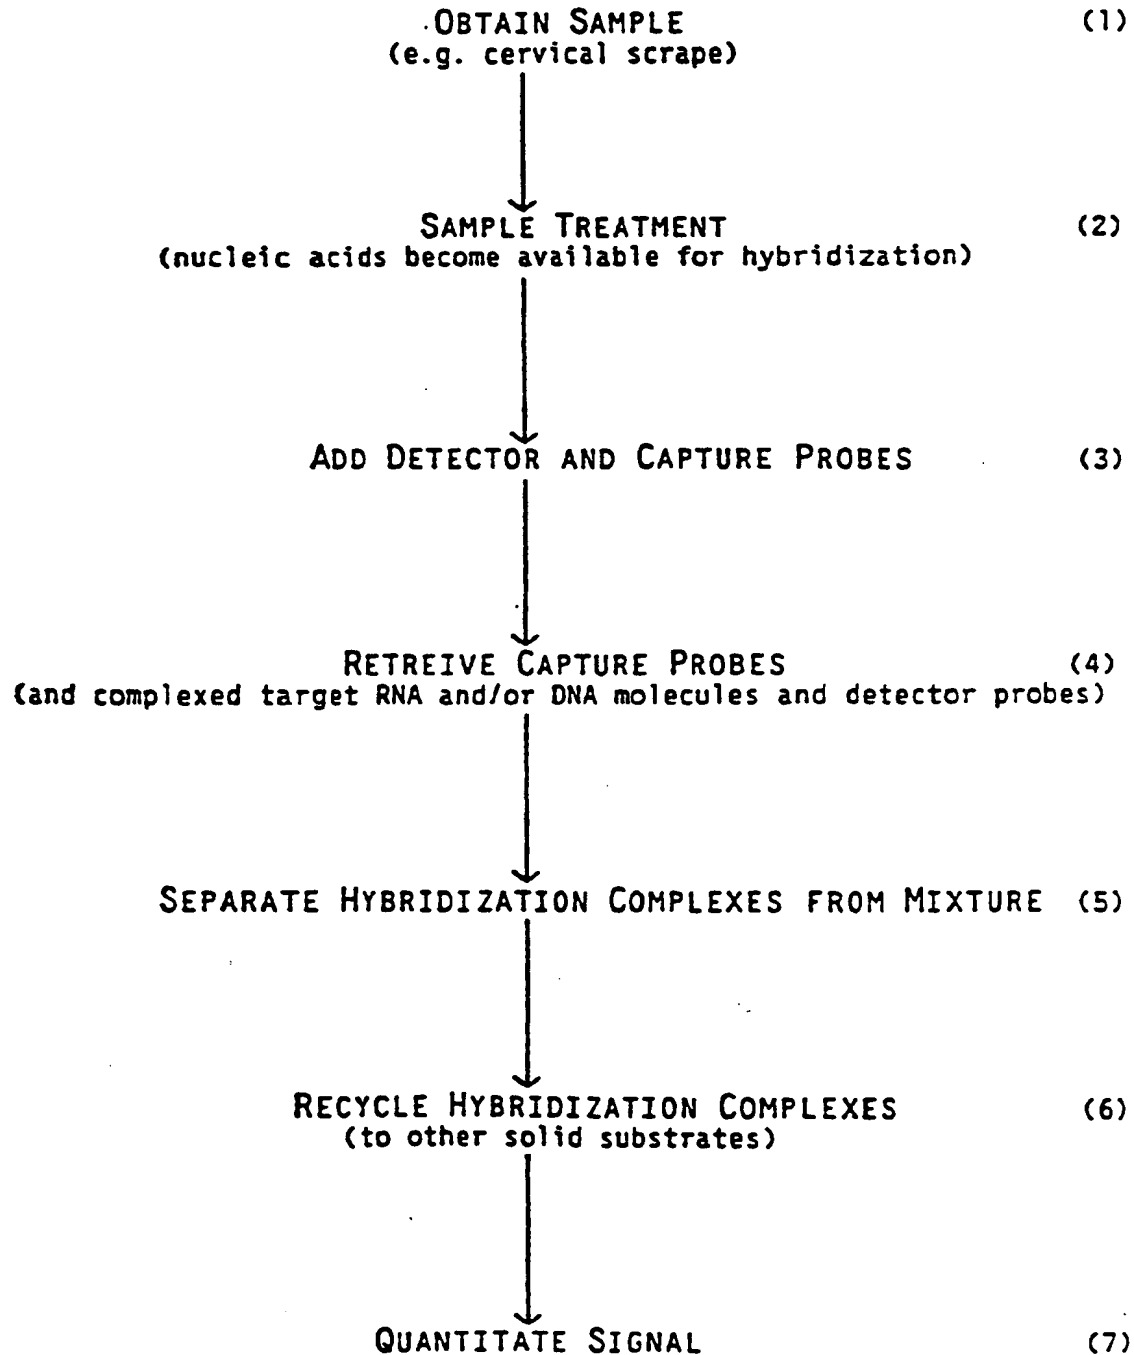 OBTAIN SAMPLE (1)
(e.g. cervical scrape)
SAMPLE TREATMENT (2)
(nucleic acids become available for hybridization)
ADD DETECTOR AND CAPTURE PROBES (3)
RETREIVE CAPTURE PROBES (4)
(and complexed target RNA and/or DNA molecules and detector probes)
SEPARATE HYBRIDIZATION COMPLEXES FROM MIXTURE (5)
RECYCLE HYBRIDIZATION COMPLEXES (6)
(to other solid substrates)
QUANTITATE SIGNAL (7)